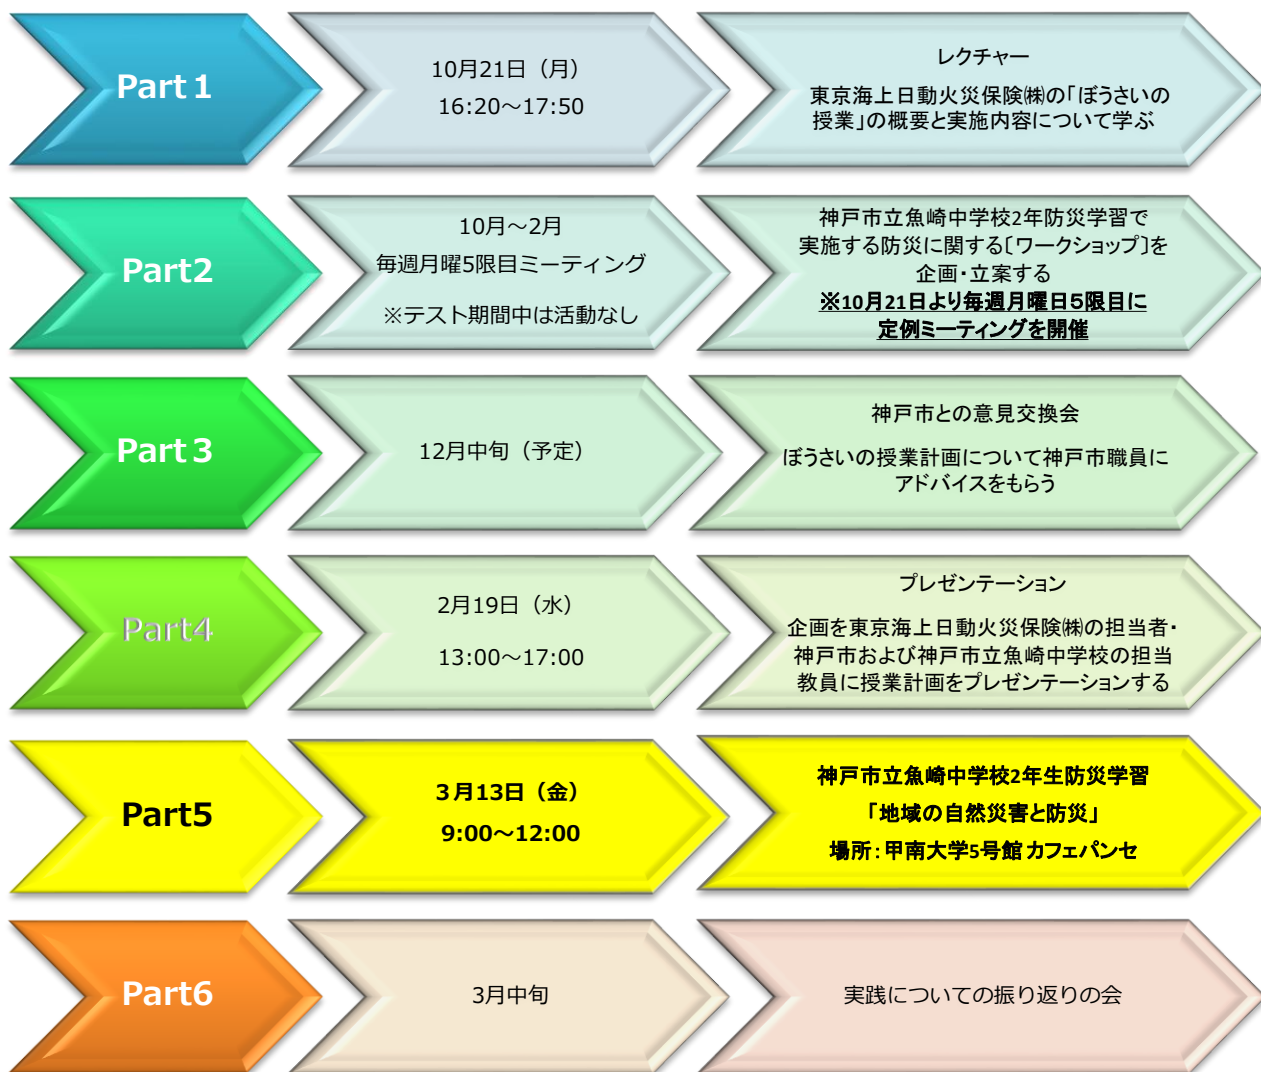 Part 1
10月21日（月）
16:20～17:50
レクチャー
東京海上日動火災保険㈱の「ぼうさいの
授業」の概要と実施内容について学ぶ
Part2
10月～2月
毎週月曜5限目ミーティング
※テスト期間中は活動なし
神戸市立魚崎中学校2年防災学習で
実施する防災に関する〔ワークショップ〕を
企画・立案する
※10月21日より毎週月曜日５限目に
定例ミーティングを開催
Part 3
12月中旬（予定）
神戸市との意見交換会
ぼうさいの授業計画について神戸市職員に
アドバイスをもらう
Part4
2月19日（水）
13:00～17:00
プレゼンテーション
企画を東京海上日動火災保険㈱の担当者・
神戸市および神戸市立魚崎中学校の担当
教員に授業計画をプレゼンテーションする
Part5
３月13日（金）
9:00～12:00
神戸市立魚崎中学校2年生防災学習
「地域の自然災害と防災」
場所：甲南大学5号館 カフェパンセ
Part6
3月中旬
実践についての振り返りの会